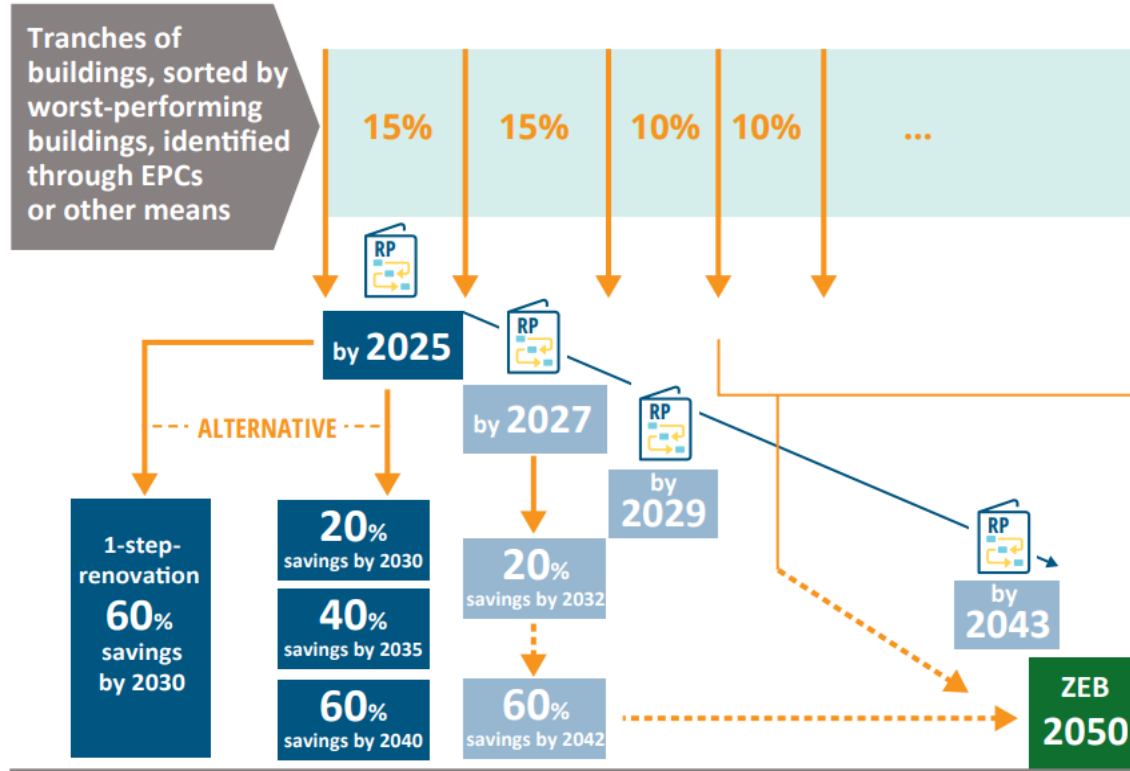 Tranches of
buildings, sorted by
worst-performing
buildings, identified
through EPCs
or other means
15%
15%
10%
10%
...
RP
by 2025
RP
by 2027
RP
by
2029
RP
by
2043
ALTERNATIVE
1-step-
renovation
60%
savings
by 2030
20%
savings by 2030
40%
savings by 2035
60%
savings by 2040
20%
savings by 2032
60%
savings by 2042
ZEB
2050